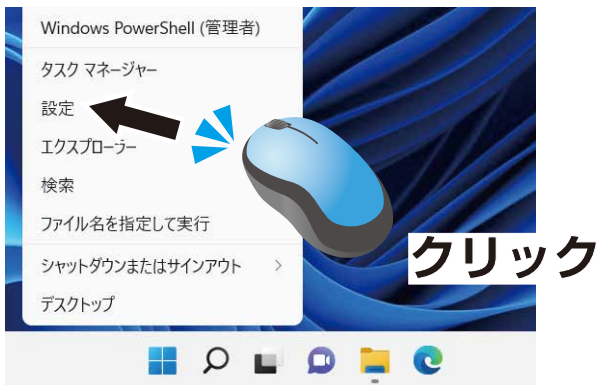 Windows PowerShell (管理者)
タスク マネージャー
設定
エクスプローラー
検索
ファイル名を指定して実行
シャットダウンまたはサインアウト
デスクトップ
クリック